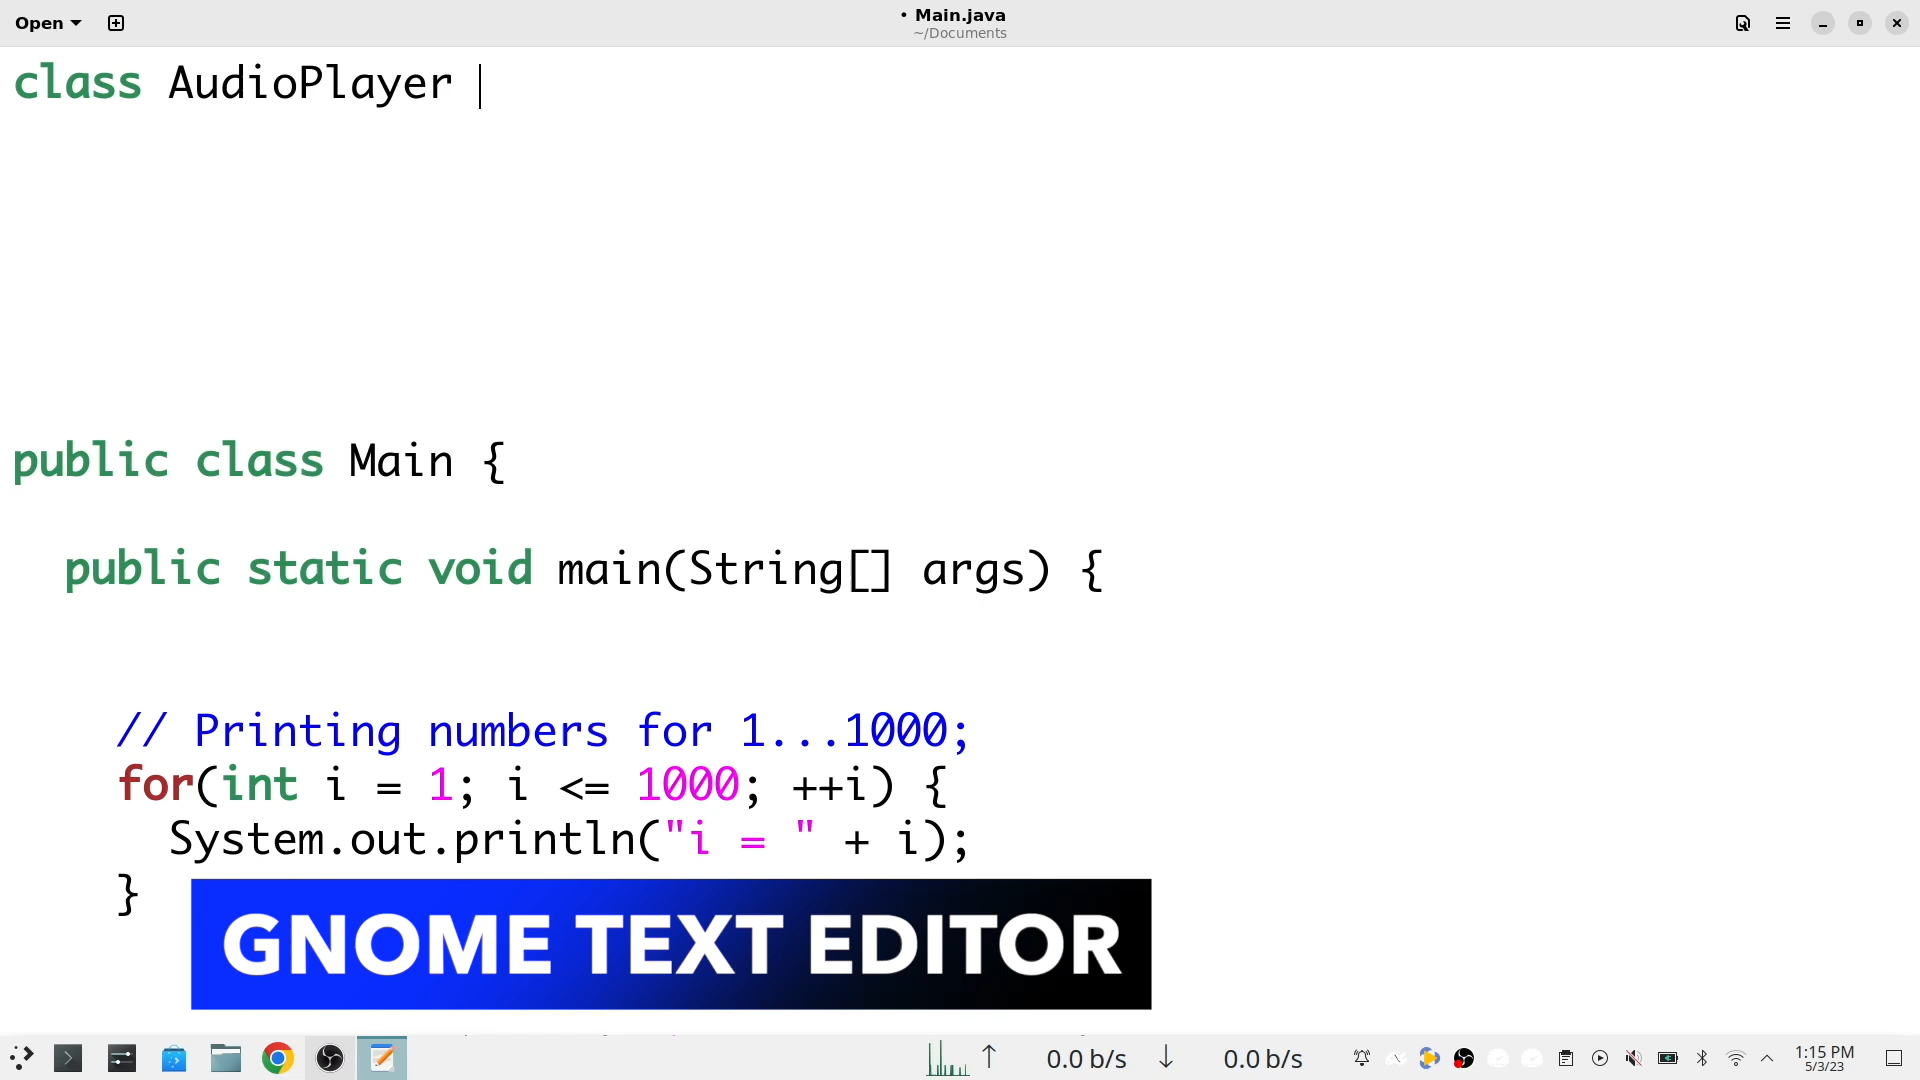 Open
• Main.java
~/Documents
class AudioPlayer
public class Main {
public static void main(String[] args) {
// Printing numbers for 1...1000;
for(int i = 1; i <= 1000; ++i) {
System.out.println("i = " + i);
}
GNOME TEXT EDITOR
0.0 b/s
0.0 b/s
1:15 PM
5/3/23